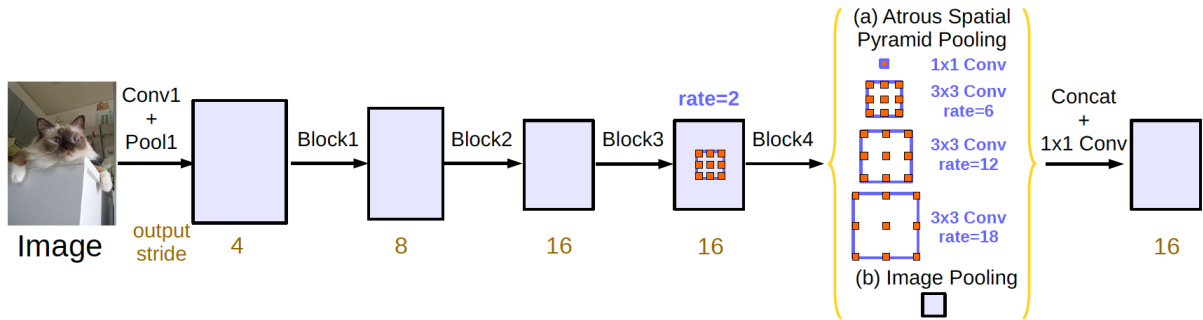 Image
Conv1
+
Pool1
output
stride
4
Block1
8
Block2
16
Block3
rate=2
16
Block4
(a) Atrous Spatial
Pyramid Pooling
1x1 Conv
3x3 Conv
rate=6
3x3 Conv
rate=12
3x3 Conv
rate=18
(b) Image Pooling
Concat
+
1x1 Conv
16